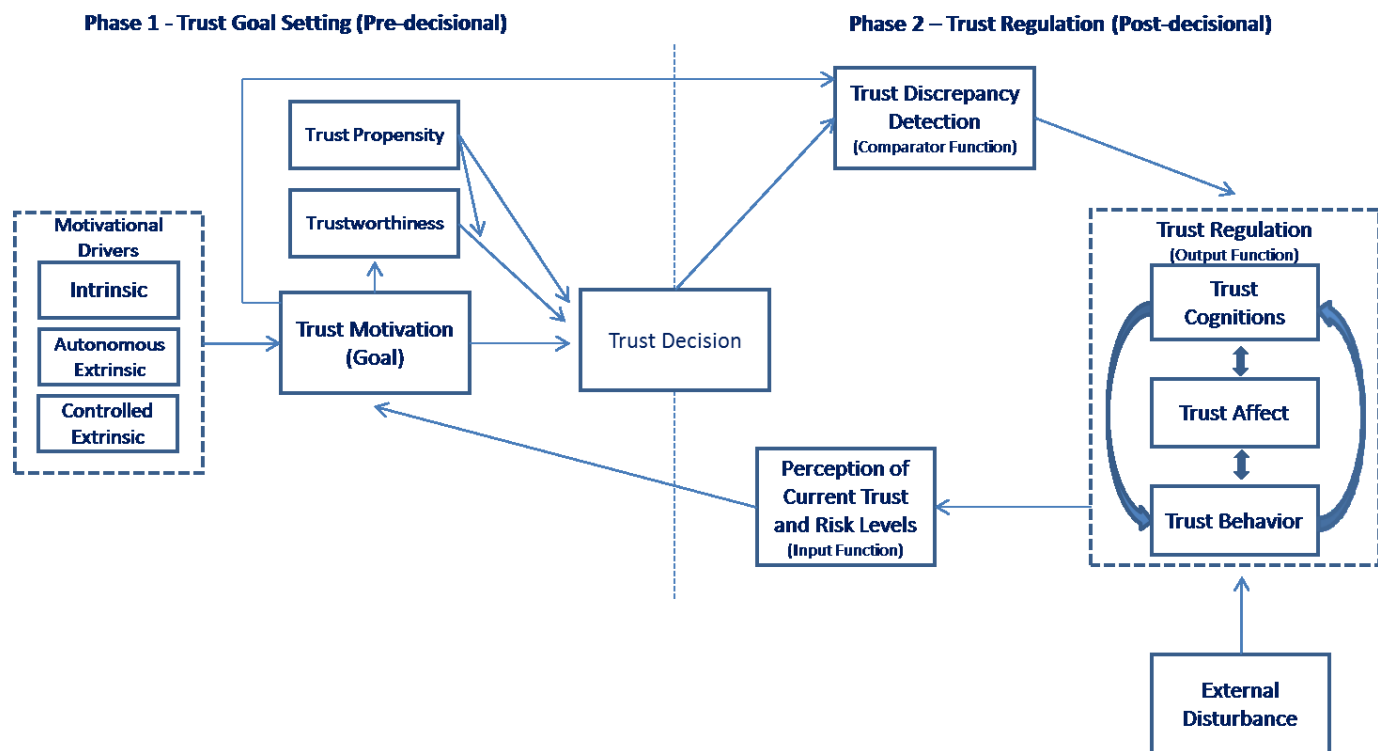 Phase 1 - Trust Goal Setting (Pre-decisional)
Phase 2 – Trust Regulation (Post-decisional)
Trust Discrepancy
Detection
(Comparator Function)
Trust Propensity
Trustworthiness
Motivational
Drivers
Intrinsic
Autonomous
Extrinsic
Controlled
Extrinsic
Trust Motivation
(Goal)
Trust Decision
Trust Regulation
(Output Function)
Trust
Cognitions
Trust Affect
Trust Behavior
Perception of
Current Trust
and Risk Levels
(Input Function)
External
Disturbance